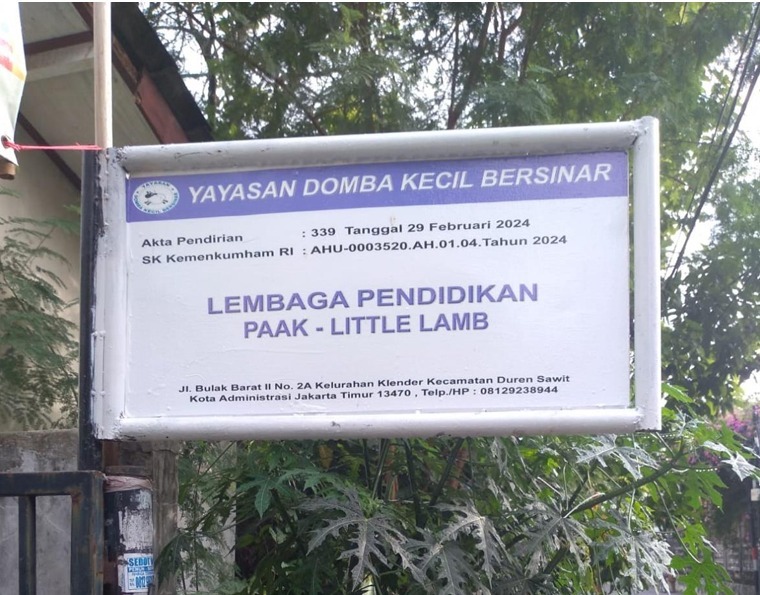 YAYASAN DOMBA KECIL BERSINAR
Akta Pendirian : 339 Tanggal 29 Februari 2024
SK Kemenkumham RI : AHU-0003520.AH.01.04.Tahun 2024
LEMBAGA PENDIDIKAN
PAAK - LITTLE LAMB
Jl. Bulak Barat II No. 2A Kelurahan Klender Kecamatan Duren Sawit
Kota Administrasi Jakarta Timur 13470 , Telp./HP : 08129238944